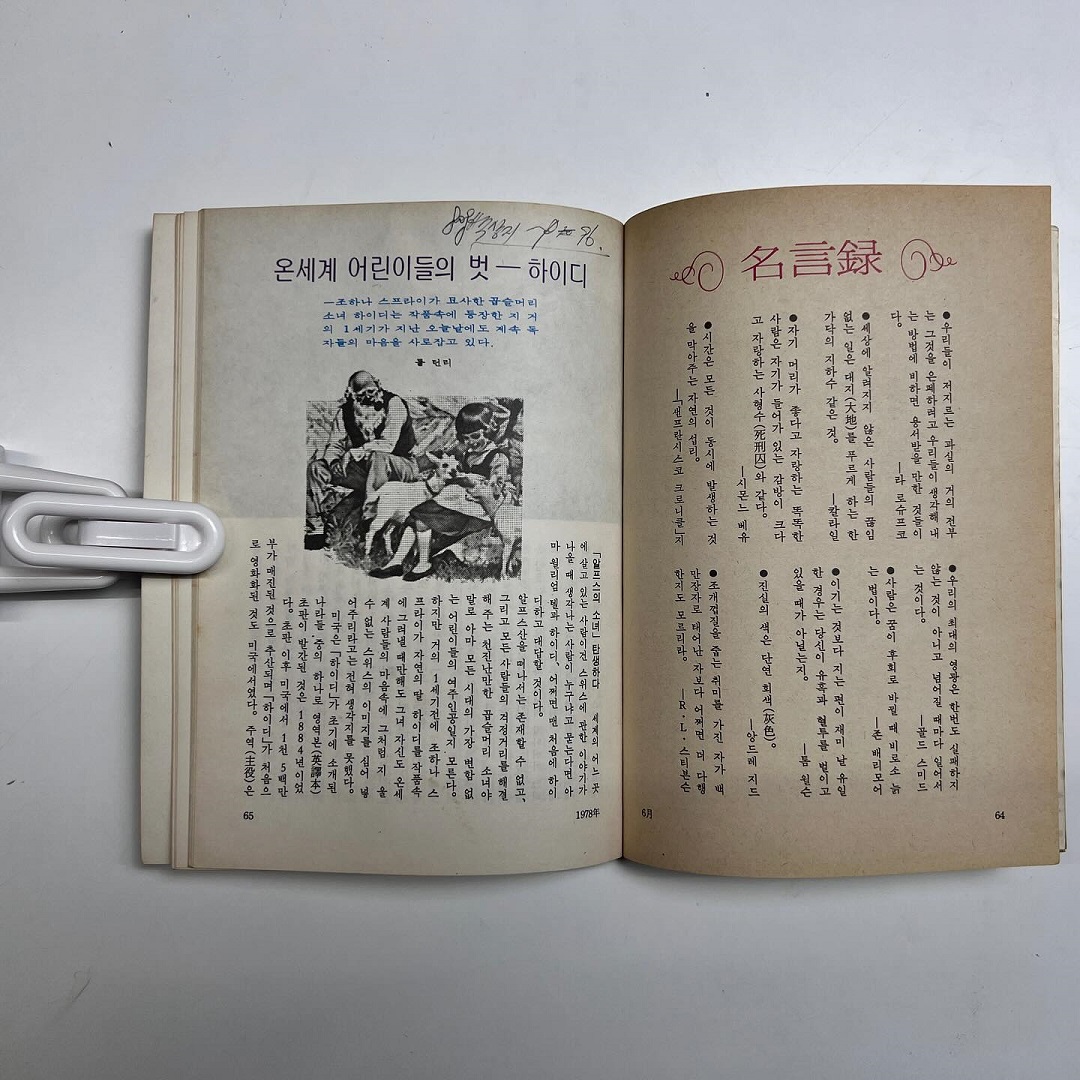 名言録
●우리들이 저지르는 과실의 거의 전부
는 그것을 은폐하려고 우리들이 생각해 내
는 방법에 비하면 용서받을 만한 것들이
다. —라 로슈프코
●세상에 알려지지 않은 사람들의 끊임
없는 일은 대지(大地)를 푸르게 하는 한
가닥의 지하수 같은 것. —칼라일
●자기 머리가 좋다고 자랑하는 똑똑한
사람은 자기가 들어가 있는 감방이 크다
고 자랑하는 사형수(死刑囚)와 같다.
—시몬느 베유
●시간은 모든 것이 동시에 발생하는 것
을 막아주는 자연의 섭리.
—「샌프란시스코 크로니클」지
●우리의 최대의 영광은 한번도 실패하지
않는 것이 아니고 넘어질 때마다 일어서
는 것이다. —골드 스미드
●사람은 꿈이 후회로 바뀔 때 비로소 늙
는 법이다. —존 배리모어
●이기는 것보다 지는 편이 재미 날 유일
한 경우는 당신이 유혹과 혈투를 벌이고
있을 때가 아닐는지. —톰 윌슨
●진실의 색은 단연 회색(灰色).
—앙드레 지드
●조개껍질을 줍는 취미를 가진 자가 백
만장자로 태어난 자보다 어쩌면 더 다행
한지도 모르리라. —R·L·스티븐슨
6月
64
온세계 어린이들의 벗 — 하이디
—조하나 스프라이가 묘사한 곱슬머리
소녀 하이디는 작품속에 등장한 지 거
의 1세기가 지난 오늘날에도 계속 독
자들의 마음을 사로잡고 있다.
폴 턴리
「알프스의 소녀」 탄생하다 세계의 어느 곳
에 살고 있는 사람이건 스위스에 관한 이야기가
나올 때 생각나는 사람이 누구냐고 묻는다면 아
마 윌리엄 텔과 하이디, 어쩌면 맨 처음에 하이
디하고 대답할 것이다.
알프스산을 떠나서는 존재할 수 없고,
그리고 모든 사람들의 걱정거리를 해결
해주는 천진난만한 곱슬머리 소녀야
말로 아마 모든 시대의 가장 변함 없
는 어린이들의 여주인공일지 모른다.
하지만 거의 1세기전에 조하나 스
프라이가 자연의 딸 하이디를 작품속
에 그려낼 때만해도 그녀 자신도 온세
계 사람들의 마음속에 그처럼 지울
수 없는 스위스의 이미지를 심어 넣
어주리라고는 전혀 생각지를 못했다.
미국은 「하이디」가 초기에 소개된
나라들 중의 하나로 영역본(英譯本)
초판이 발간된 것은 1884년이었
다. 초판 이후 미국에서 1천 5백만
부가 매진된 것으로 추산되며 「하이디」가 처음으
로 영화화된 것도 미국에서였다. 주역(主役)은
65
1978年